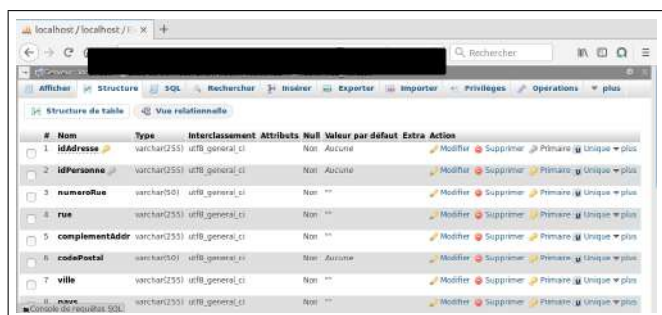 localhost / localhost /
Rechercher
Afficher Structure SQL Rechercher Insérer Exporter Importer Privilèges Opérations plus
Structure de table Vue relationnelle
# Nom Type Interclassement Attributs Null Valeur par défaut Extra Action
1 idAdresse varchar(255) utf8_general_ci Non Aucune Modifier Supprimer Primaire Unique plus
2 idPersonne varchar(255) utf8_general_ci Non Aucune Modifier Supprimer Primaire Unique plus
3 numeroRue varchar(50) utf8_general_ci Non "" Modifier Supprimer Primaire Unique plus
4 rue varchar(255) utf8_general_ci Non "" Modifier Supprimer Primaire Unique plus
5 complementAddr varchar(255) utf8_general_ci Non "" Modifier Supprimer Primaire Unique plus
6 codePostal varchar(50) utf8_general_ci Non Aucune Modifier Supprimer Primaire Unique plus
7 ville varchar(255) utf8_general_ci Non "" Modifier Supprimer Primaire Unique plus
8 pays varchar(255) utf8_general_ci Non "" Modifier Supprimer Primaire Unique plus
Console de requêtes SQL